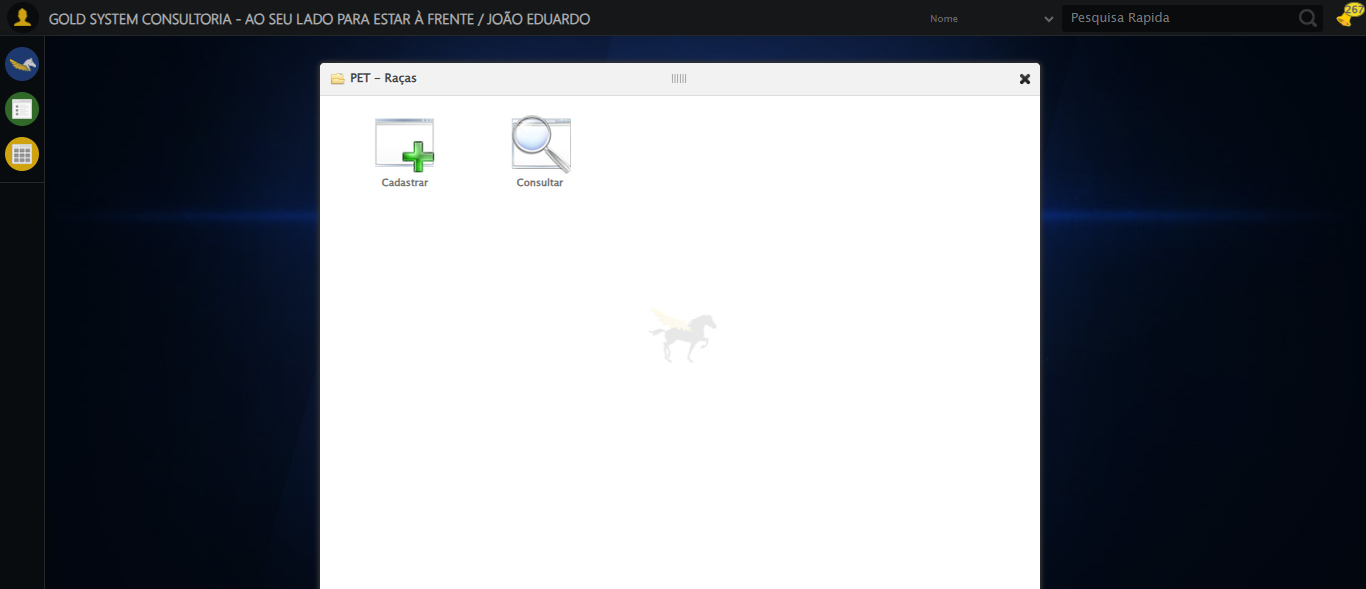 GOLD SYSTEM CONSULTORIA - AO SEU LADO PARA ESTAR À FRENTE / JOÃO EDUARDO
Nome
Pesquisa Rapida
267
PET - Raças
Cadastrar
Consultar